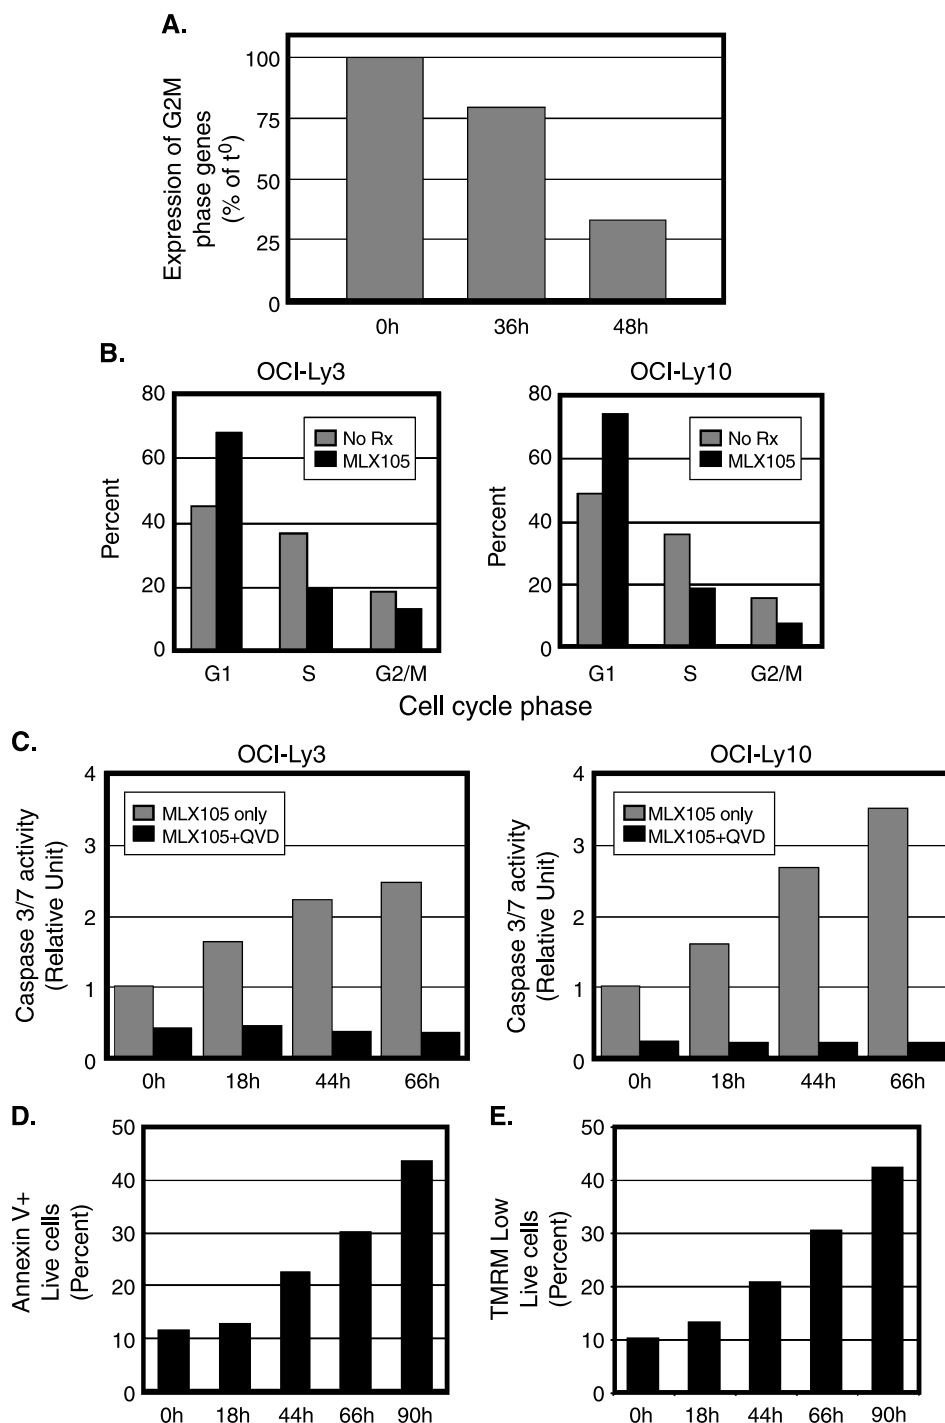 A.
Expression of G2M
phase genes
(% of t⁰)
100
75
50
25
0
0h 36h 48h
B.
OCI-Ly3
Percent
80
60
40
20
0
No Rx
MLX105
G1 S G2/M
OCI-Ly10
Percent
80
60
40
20
0
No Rx
MLX105
G1 S G2/M
Cell cycle phase
C.
OCI-Ly3
Caspase 3/7 activity
(Relative Unit)
4
3
2
1
0
MLX105 only
MLX105+QVD
0h 18h 44h 66h
OCI-Ly10
Caspase 3/7 activity
(Relative Unit)
4
3
2
1
0
MLX105 only
MLX105+QVD
0h 18h 44h 66h
D.
Annexin V+
Live cells
(Percent)
50
40
30
20
10
0
0h 18h 44h 66h 90h
E.
TMRM Low
Live cells
(Percent)
50
40
30
20
10
0
0h 18h 44h 66h 90h